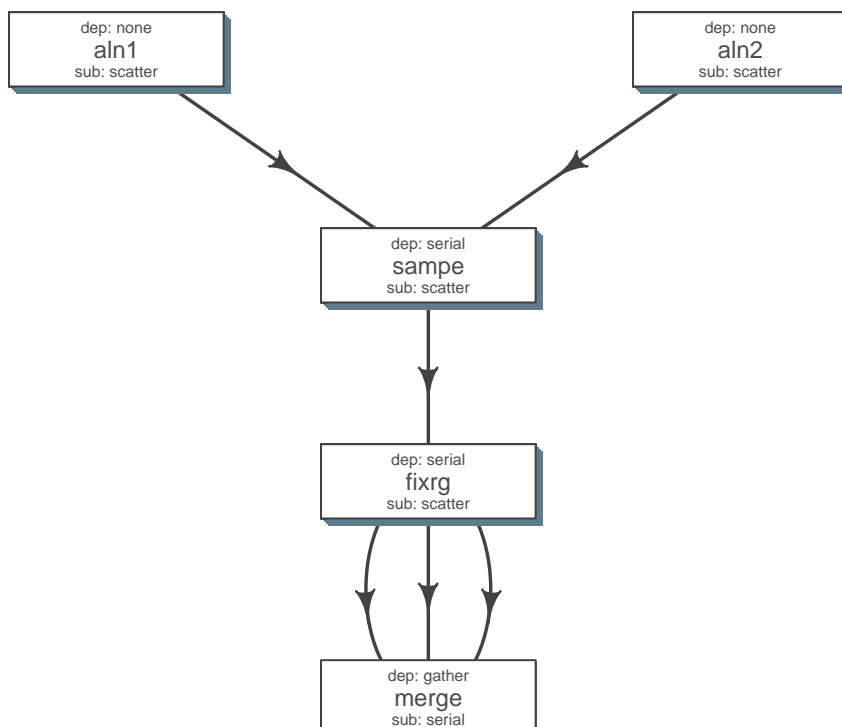 dep: none
aln1
sub: scatter
dep: none
aln2
sub: scatter
dep: serial
sampe
sub: scatter
dep: serial
fixrg
sub: scatter
dep: gather
merge
sub: serial